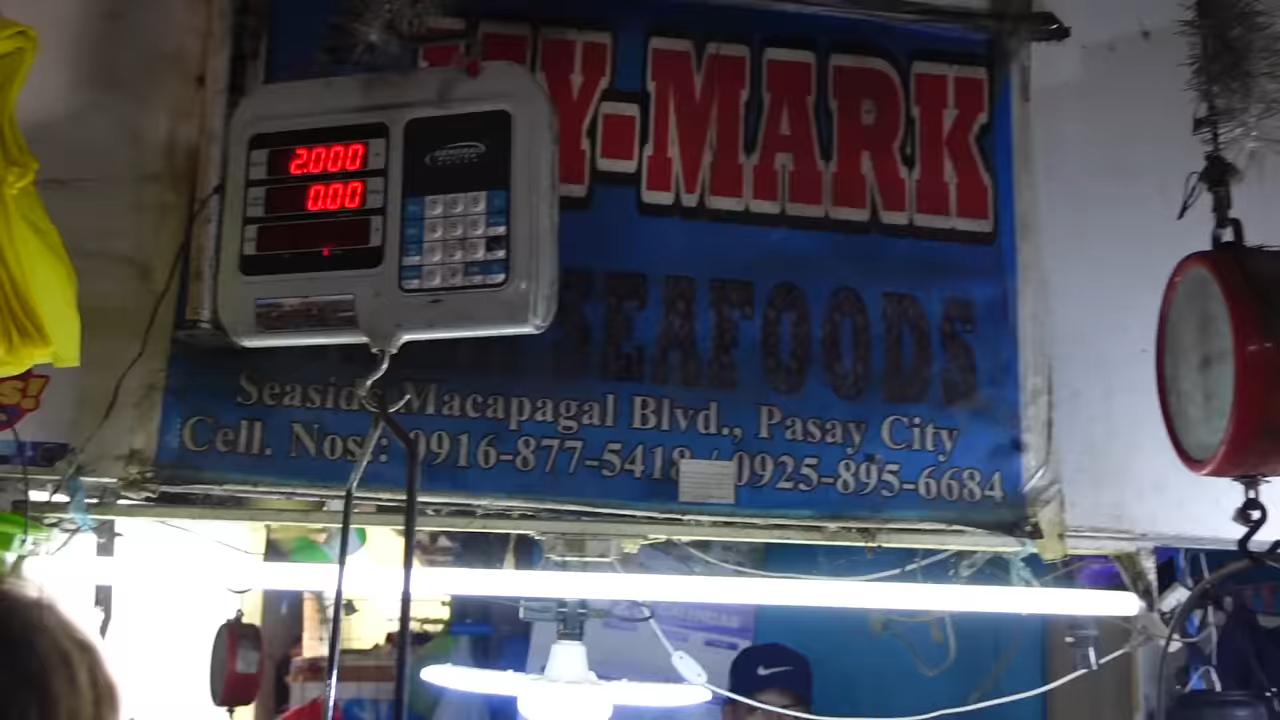 2.000
0.00
Y-MARK
SEAFOODS
Seaside Macapagal Blvd., Pasay City
Cell. Nos.: 0916-877-5418 / 0925-895-6684